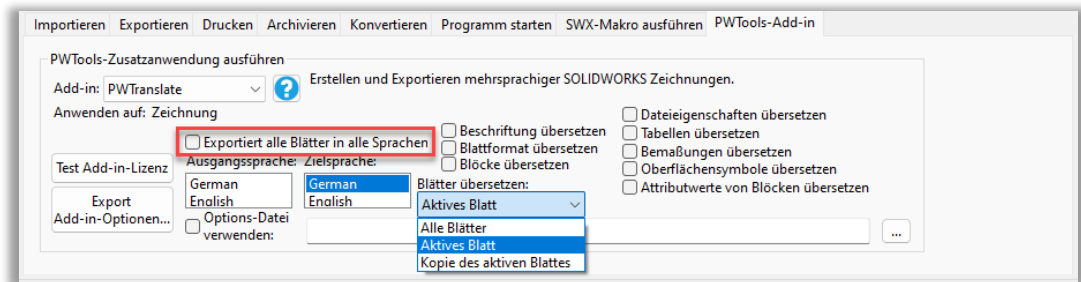 Importieren Exportieren Drucken Archivieren Konvertieren Programm starten SWX-Makro ausführen PWTools-Add-in
PWTools-Zusatzanwendung ausführen
Add-in: PWTranslate ? Erstellen und Exportieren mehrsprachiger SOLIDWORKS Zeichnungen.
Anwenden auf: Zeichnung
Exportiert alle Blätter in alle Sprachen
Beschriftung übersetzen
Blattformat übersetzen
Blöcke übersetzen
Dateieigenschaften übersetzen
Tabellen übersetzen
Bemaßungen übersetzen
Oberflächensymbole übersetzen
Attributwerte von Blöcken übersetzen
Test Add-in-Lizenz
Export
Add-in-Optionen...
Ausgangssprache: Zielsprache:
German German
English English
Blätter übersetzen:
Aktives Blatt
Alle Blätter
Aktives Blatt
Kopie des aktiven Blattes
Options-Datei
verwenden:
...